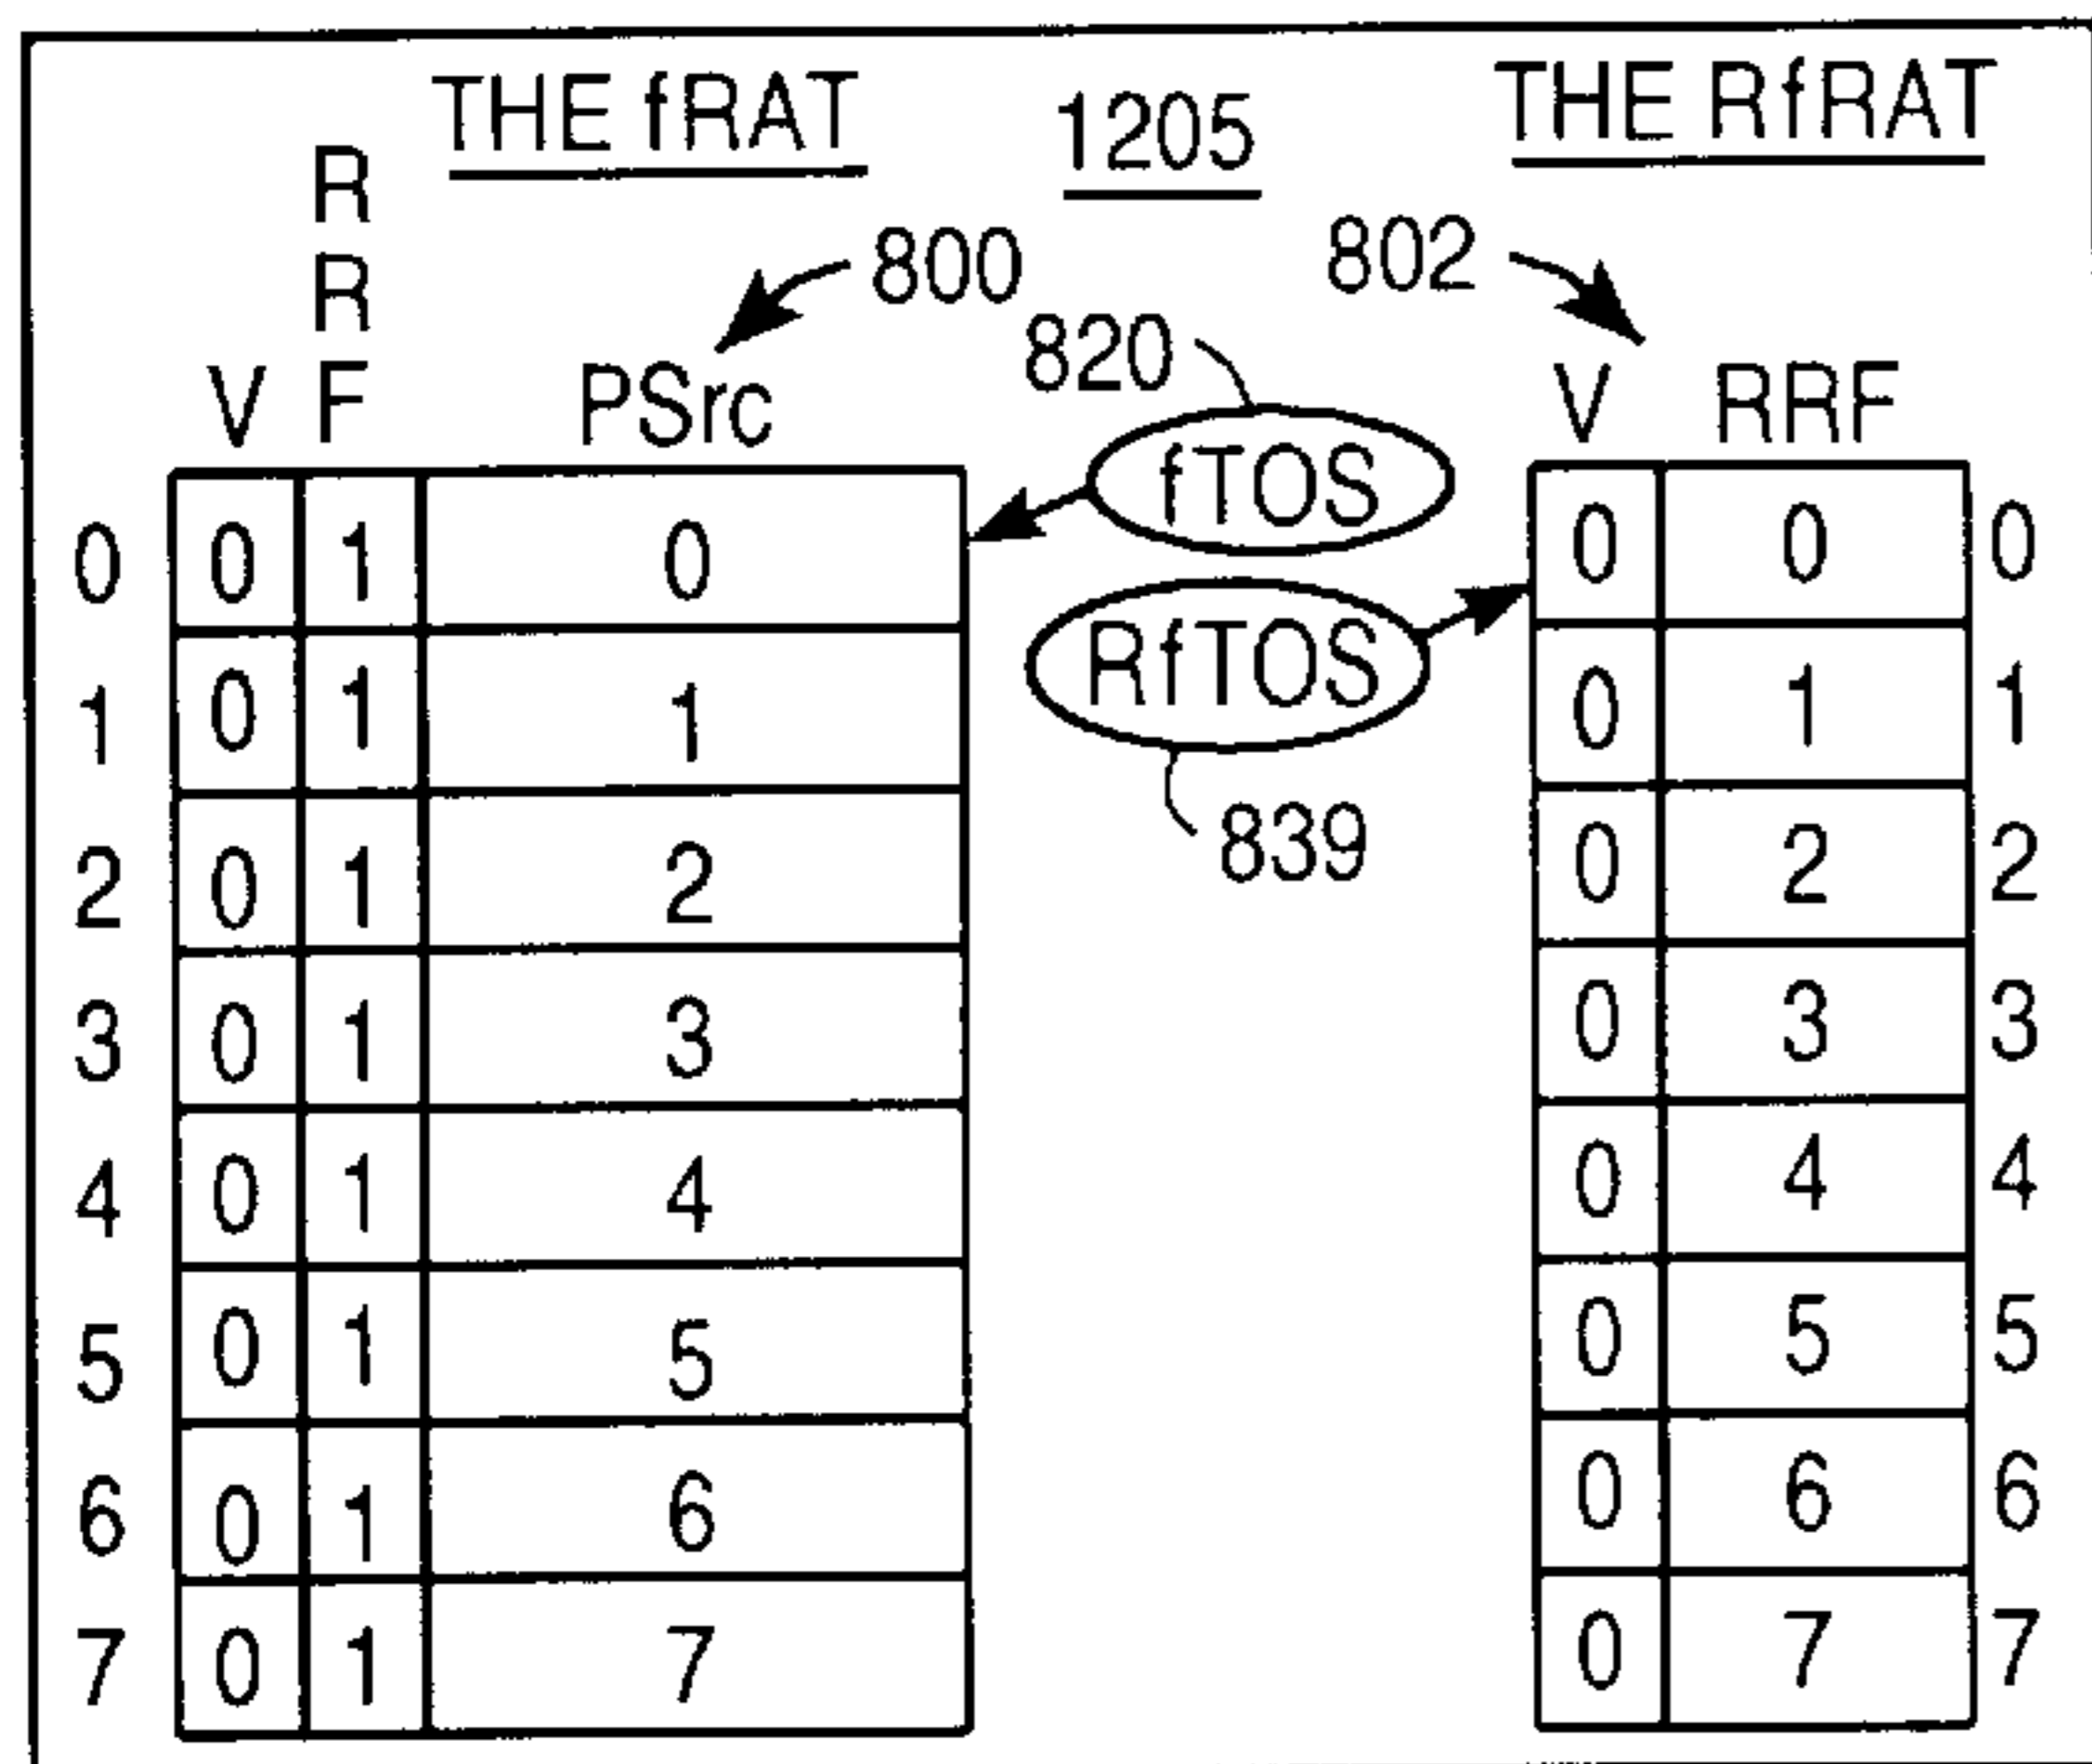 THE fRAT 1205 THE RfRAT
R
R
F
800 802
820
V PSrc V RRF
fTOS
RfTOS
839
0 0 1 0 0 0 0
1 0 1 1 0 1 1
2 0 1 2 0 2 2
3 0 1 3 0 3 3
4 0 1 4 0 4 4
5 0 1 5 0 5 5
6 0 1 6 0 6 6
7 0 1 7 0 7 7